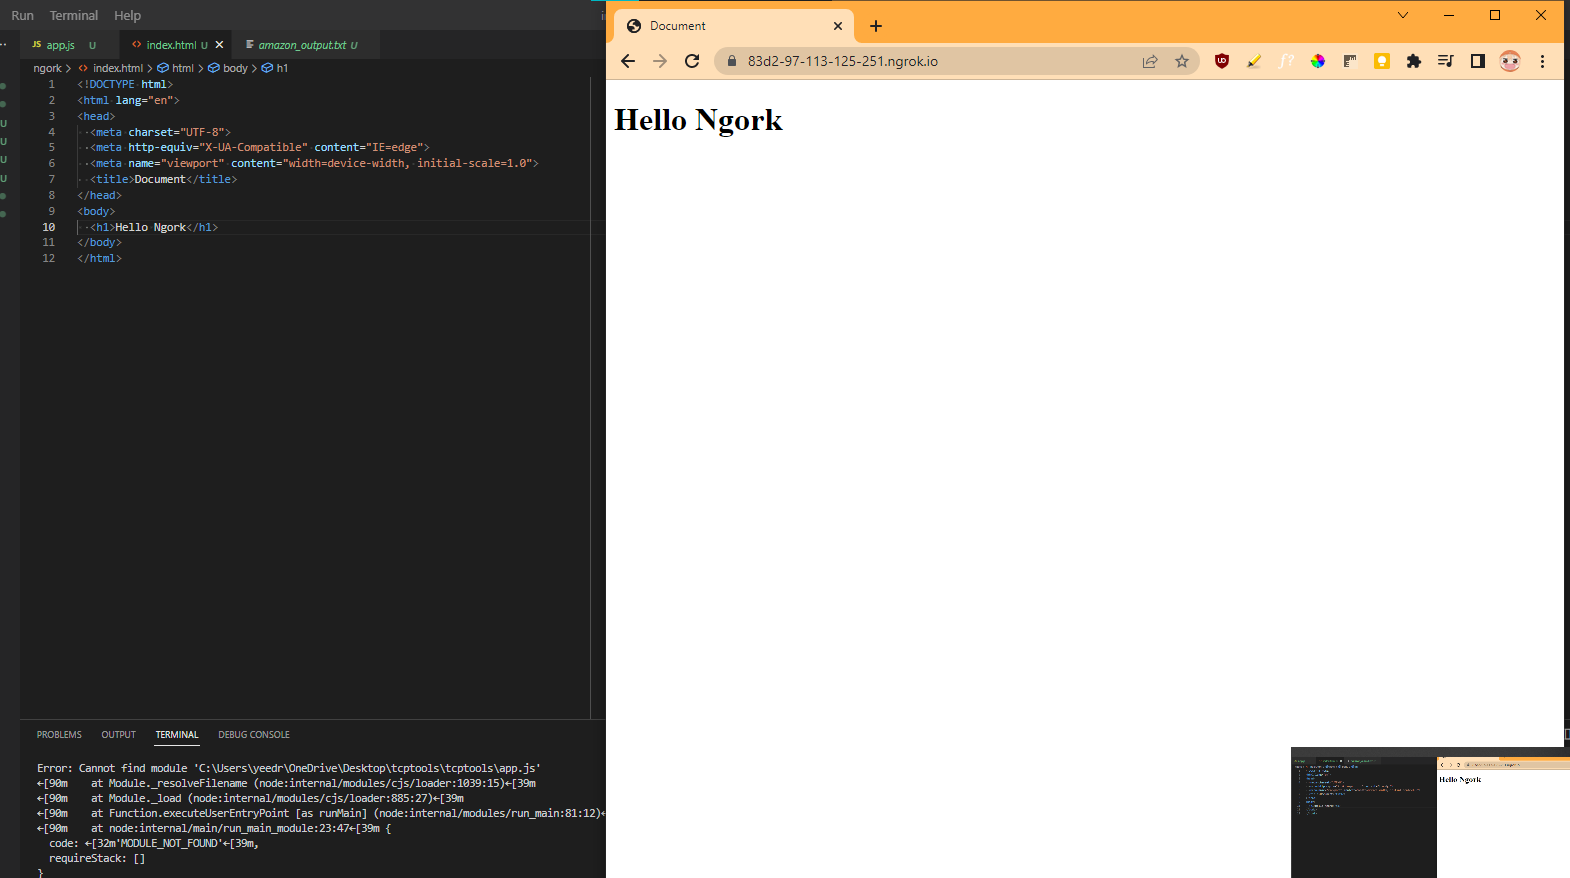 Run Terminal Help
JS app.js U
<> index.html U
amazon_output.txt U
ngork > <> index.html > html > body > h1
1 <!DOCTYPE html>
2 <html lang="en">
3 <head>
4 <meta charset="UTF-8">
5 <meta http-equiv="X-UA-Compatible" content="IE=edge">
6 <meta name="viewport" content="width=device-width, initial-scale=1.0">
7 <title>Document</title>
8 </head>
9 <body>
10 <h1>Hello Ngork</h1>
11 </body>
12 </html>
U
U
U
U
PROBLEMS OUTPUT TERMINAL DEBUG CONSOLE
Error: Cannot find module 'C:\Users\yeedr\OneDrive\Desktop\tcptools\tcptools\app.js'
←[90m    at Module._resolveFilename (node:internal/modules/cjs/loader:1039:15)←[39m
←[90m    at Module._load (node:internal/modules/cjs/loader:885:27)←[39m
←[90m    at Function.executeUserEntryPoint [as runMain] (node:internal/modules/run_main:81:12)←
←[90m    at node:internal/main/run_main_module:23:47←[39m {
code: ←[32m'MODULE_NOT_FOUND'←[39m,
requireStack: []
}
Document
83d2-97-113-125-251.ngrok.io
f?
Hello Ngork
Hello Ngork